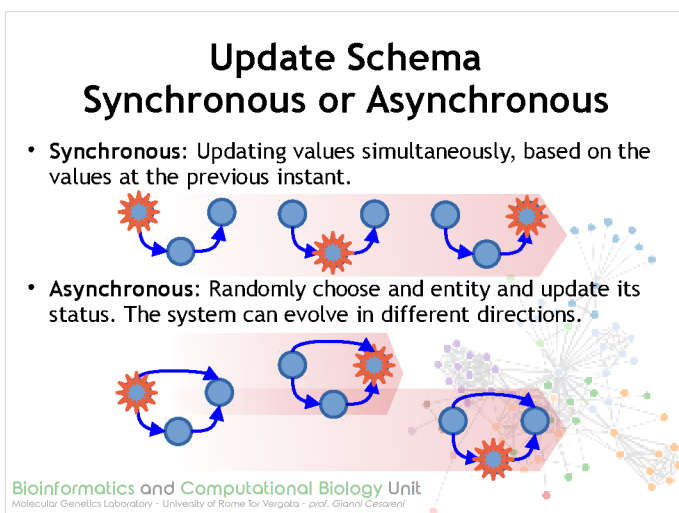 Update Schema
Synchronous or Asynchronous
• Synchronous: Updating values simultaneously, based on the
values at the previous instant.
• Asynchronous: Randomly choose and entity and update its
status. The system can evolve in different directions.
Bioinformatics and Computational Biology Unit
Molecular Genetics Laboratory - University of Rome Tor Vergata - prof. Gianni Cesareni